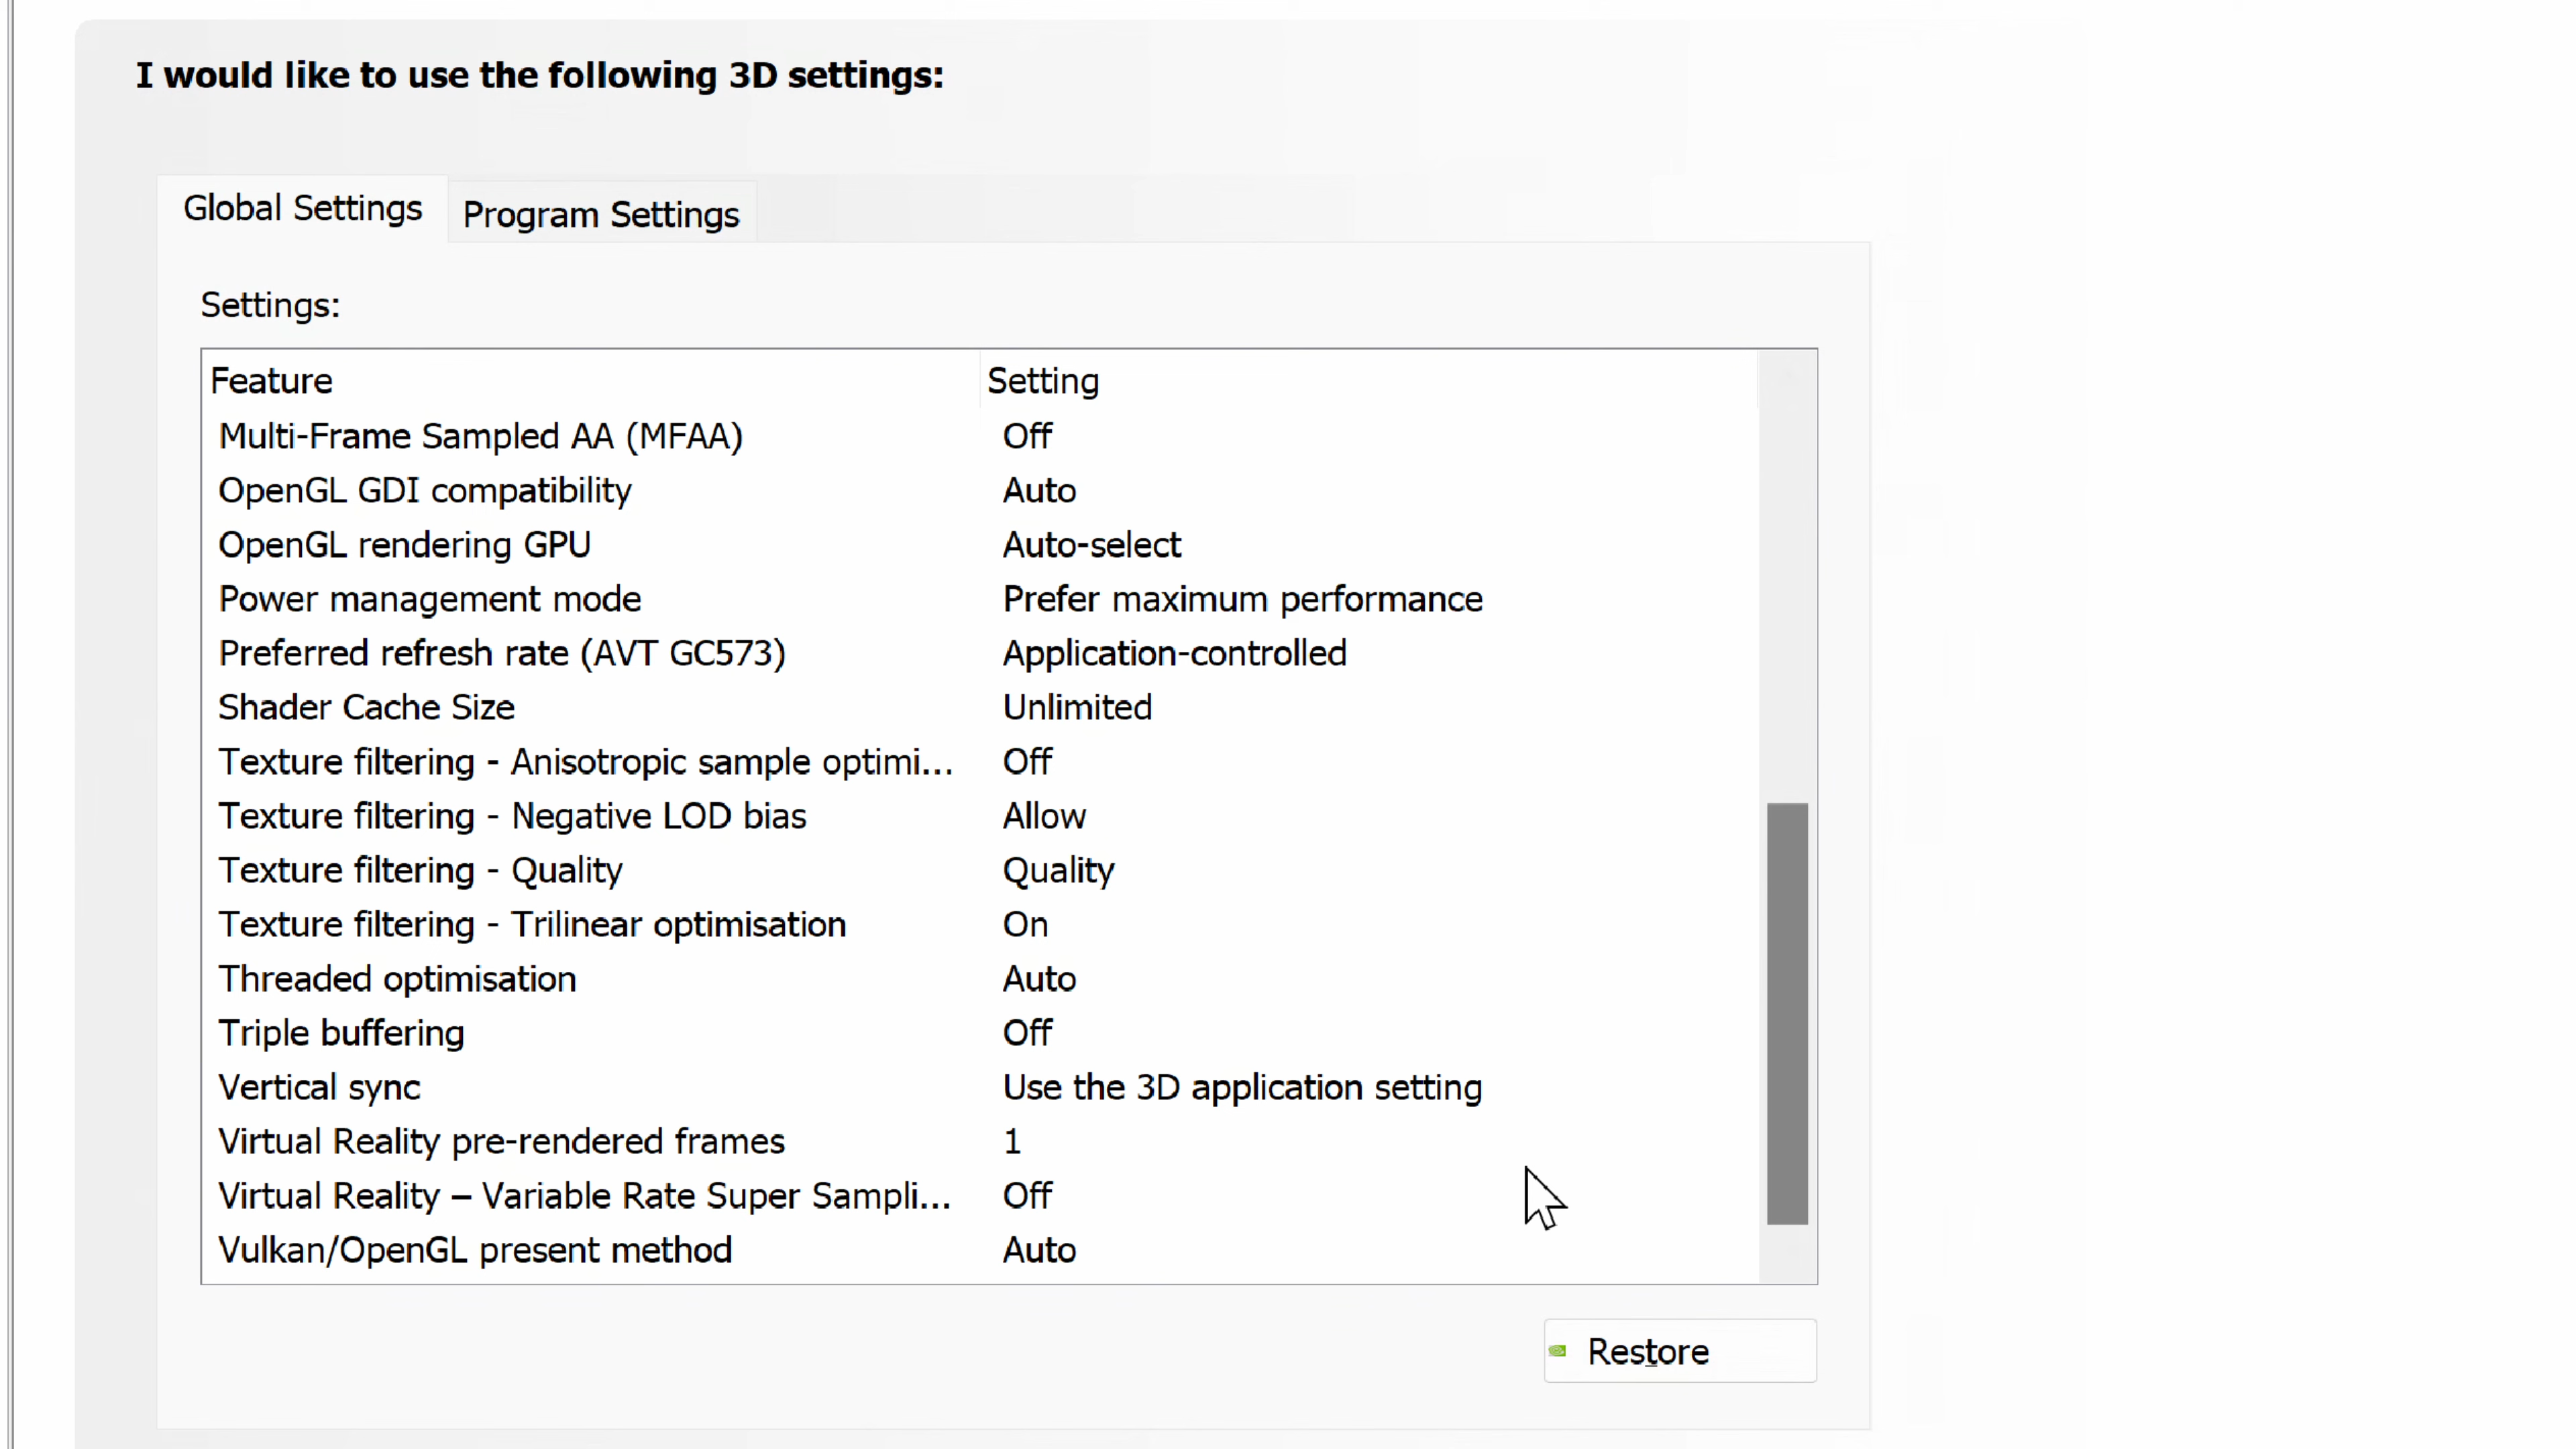 I would like to use the following 3D settings:
Global Settings Program Settings
Settings:
Feature Setting
Multi-Frame Sampled AA (MFAA) Off
OpenGL GDI compatibility Auto
OpenGL rendering GPU Auto-select
Power management mode Prefer maximum performance
Preferred refresh rate (AVT GC573) Application-controlled
Shader Cache Size Unlimited
Texture filtering - Anisotropic sample optimi... Off
Texture filtering - Negative LOD bias Allow
Texture filtering - Quality Quality
Texture filtering - Trilinear optimisation On
Threaded optimisation Auto
Triple buffering Off
Vertical sync Use the 3D application setting
Virtual Reality pre-rendered frames 1
Virtual Reality – Variable Rate Super Sampli... Off
Vulkan/OpenGL present method Auto
Restore